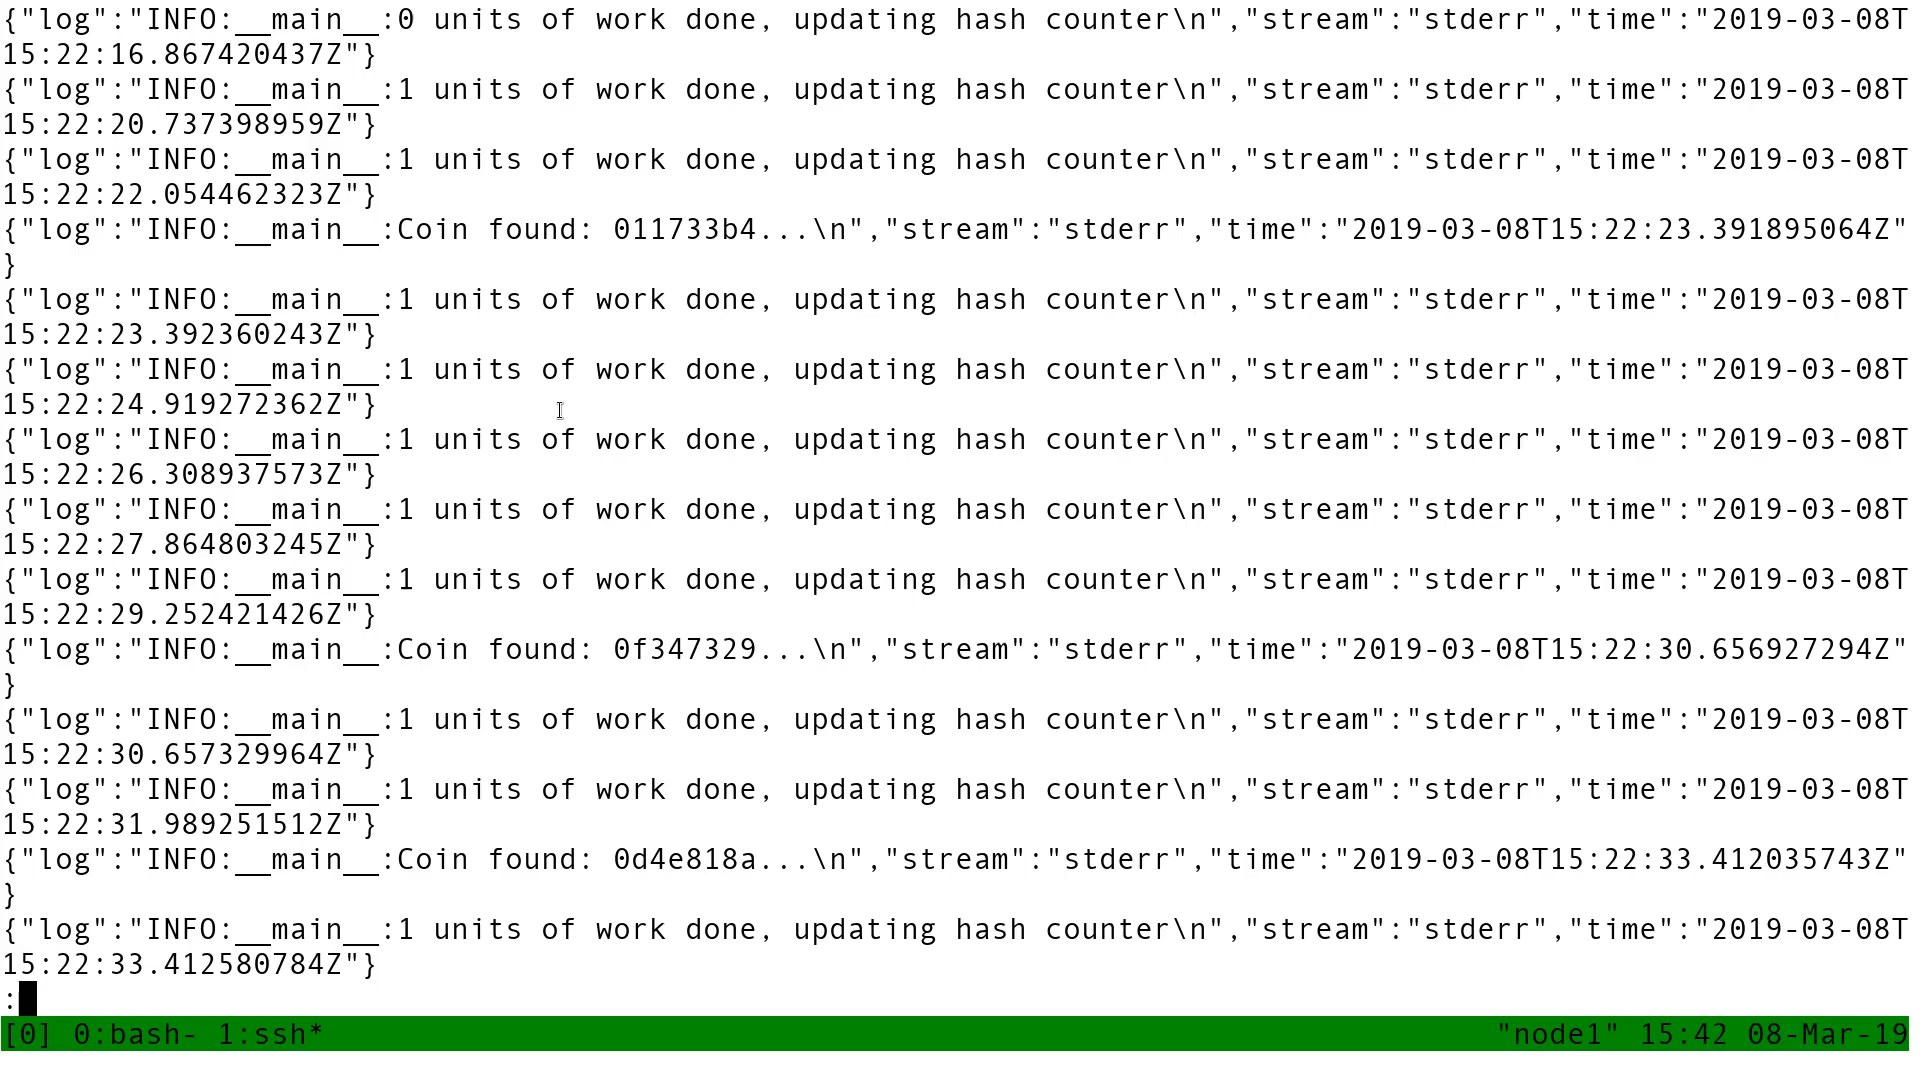 {"log":"INFO:__main__:0 units of work done, updating hash counter\n","stream":"stderr","time":"2019-03-08T
15:22:16.867420437Z"}
{"log":"INFO:__main__:1 units of work done, updating hash counter\n","stream":"stderr","time":"2019-03-08T
15:22:20.737398959Z"}
{"log":"INFO:__main__:1 units of work done, updating hash counter\n","stream":"stderr","time":"2019-03-08T
15:22:22.054462323Z"}
{"log":"INFO:__main__:Coin found: 011733b4...\n","stream":"stderr","time":"2019-03-08T15:22:23.391895064Z"
}
{"log":"INFO:__main__:1 units of work done, updating hash counter\n","stream":"stderr","time":"2019-03-08T
15:22:23.392360243Z"}
{"log":"INFO:__main__:1 units of work done, updating hash counter\n","stream":"stderr","time":"2019-03-08T
15:22:24.919272362Z"}
{"log":"INFO:__main__:1 units of work done, updating hash counter\n","stream":"stderr","time":"2019-03-08T
15:22:26.308937573Z"}
{"log":"INFO:__main__:1 units of work done, updating hash counter\n","stream":"stderr","time":"2019-03-08T
15:22:27.864803245Z"}
{"log":"INFO:__main__:1 units of work done, updating hash counter\n","stream":"stderr","time":"2019-03-08T
15:22:29.252421426Z"}
{"log":"INFO:__main__:Coin found: 0f347329...\n","stream":"stderr","time":"2019-03-08T15:22:30.656927294Z"
}
{"log":"INFO:__main__:1 units of work done, updating hash counter\n","stream":"stderr","time":"2019-03-08T
15:22:30.657329964Z"}
{"log":"INFO:__main__:1 units of work done, updating hash counter\n","stream":"stderr","time":"2019-03-08T
15:22:31.989251512Z"}
{"log":"INFO:__main__:Coin found: 0d4e818a...\n","stream":"stderr","time":"2019-03-08T15:22:33.412035743Z"
}
{"log":"INFO:__main__:1 units of work done, updating hash counter\n","stream":"stderr","time":"2019-03-08T
15:22:33.412580784Z"}
:
[0] 0:bash- 1:ssh* "node1" 15:42 08-Mar-19